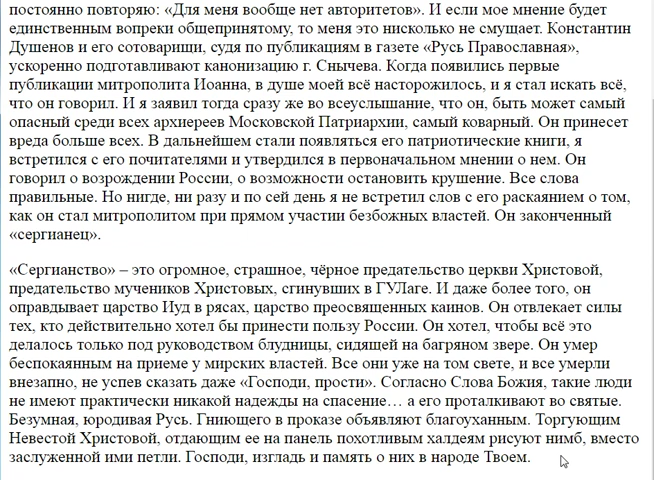 постоянно повторяю: «Для меня вообще нет авторитетов». И если мое мнение будет
единственным вопреки общепринятому, то меня это нисколько не смущает. Константин
Душенов и его сотоварищи, судя по публикациям в газете «Русь Православная»,
ускоренно подготавливают канонизацию г. Снычева. Когда появились первые
публикации митрополита Иоанна, в душе моей всё насторожилось, и я стал искать всё,
что он говорил. И я заявил тогда сразу же во всеуслышание, что он, быть может самый
опасный среди всех архиереев Московской Патриархии, самый коварный. Он принесет
вреда больше всех. В дальнейшем стали появляться его патриотические книги, я
встретился с его почитателями и утвердился в первоначальном мнении о нем. Он
говорил о возрождении России, о возможности остановить крушение. Все слова
правильные. Но нигде, ни разу и по сей день я не встретил слов с его раскаянием о том,
как он стал митрополитом при прямом участии безбожных властей. Он законченный
«сергианец».
«Сергианство» – это огромное, страшное, чёрное предательство церкви Христовой,
предательство мучеников Христовых, сгинувших в ГУЛаге. И даже более того, он
оправдывает царство Иуд в рясах, царство преосвященных каинов. Он отвлекает силы
тех, кто действительно хотел бы принести пользу России. Он хотел, чтобы всё это
делалось только под руководством блудницы, сидящей на багряном звере. Он умер
беспокаянным на приеме у мирских властей. Все они уже на том свете, и все умерли
внезапно, не успев сказать даже «Господи, прости». Согласно Слова Божия, такие люди
не имеют практически никакой надежды на спасение… а его проталкивают во святые.
Безумная, юродивая Русь. Гниющего в проказе объявляют благоуханным. Торгующим
Невестой Христовой, отдающим ее на панель похотливым халдеям рисуют нимб, вместо
заслуженной ими петли. Господи, изгладь и память о них в народе Твоем.